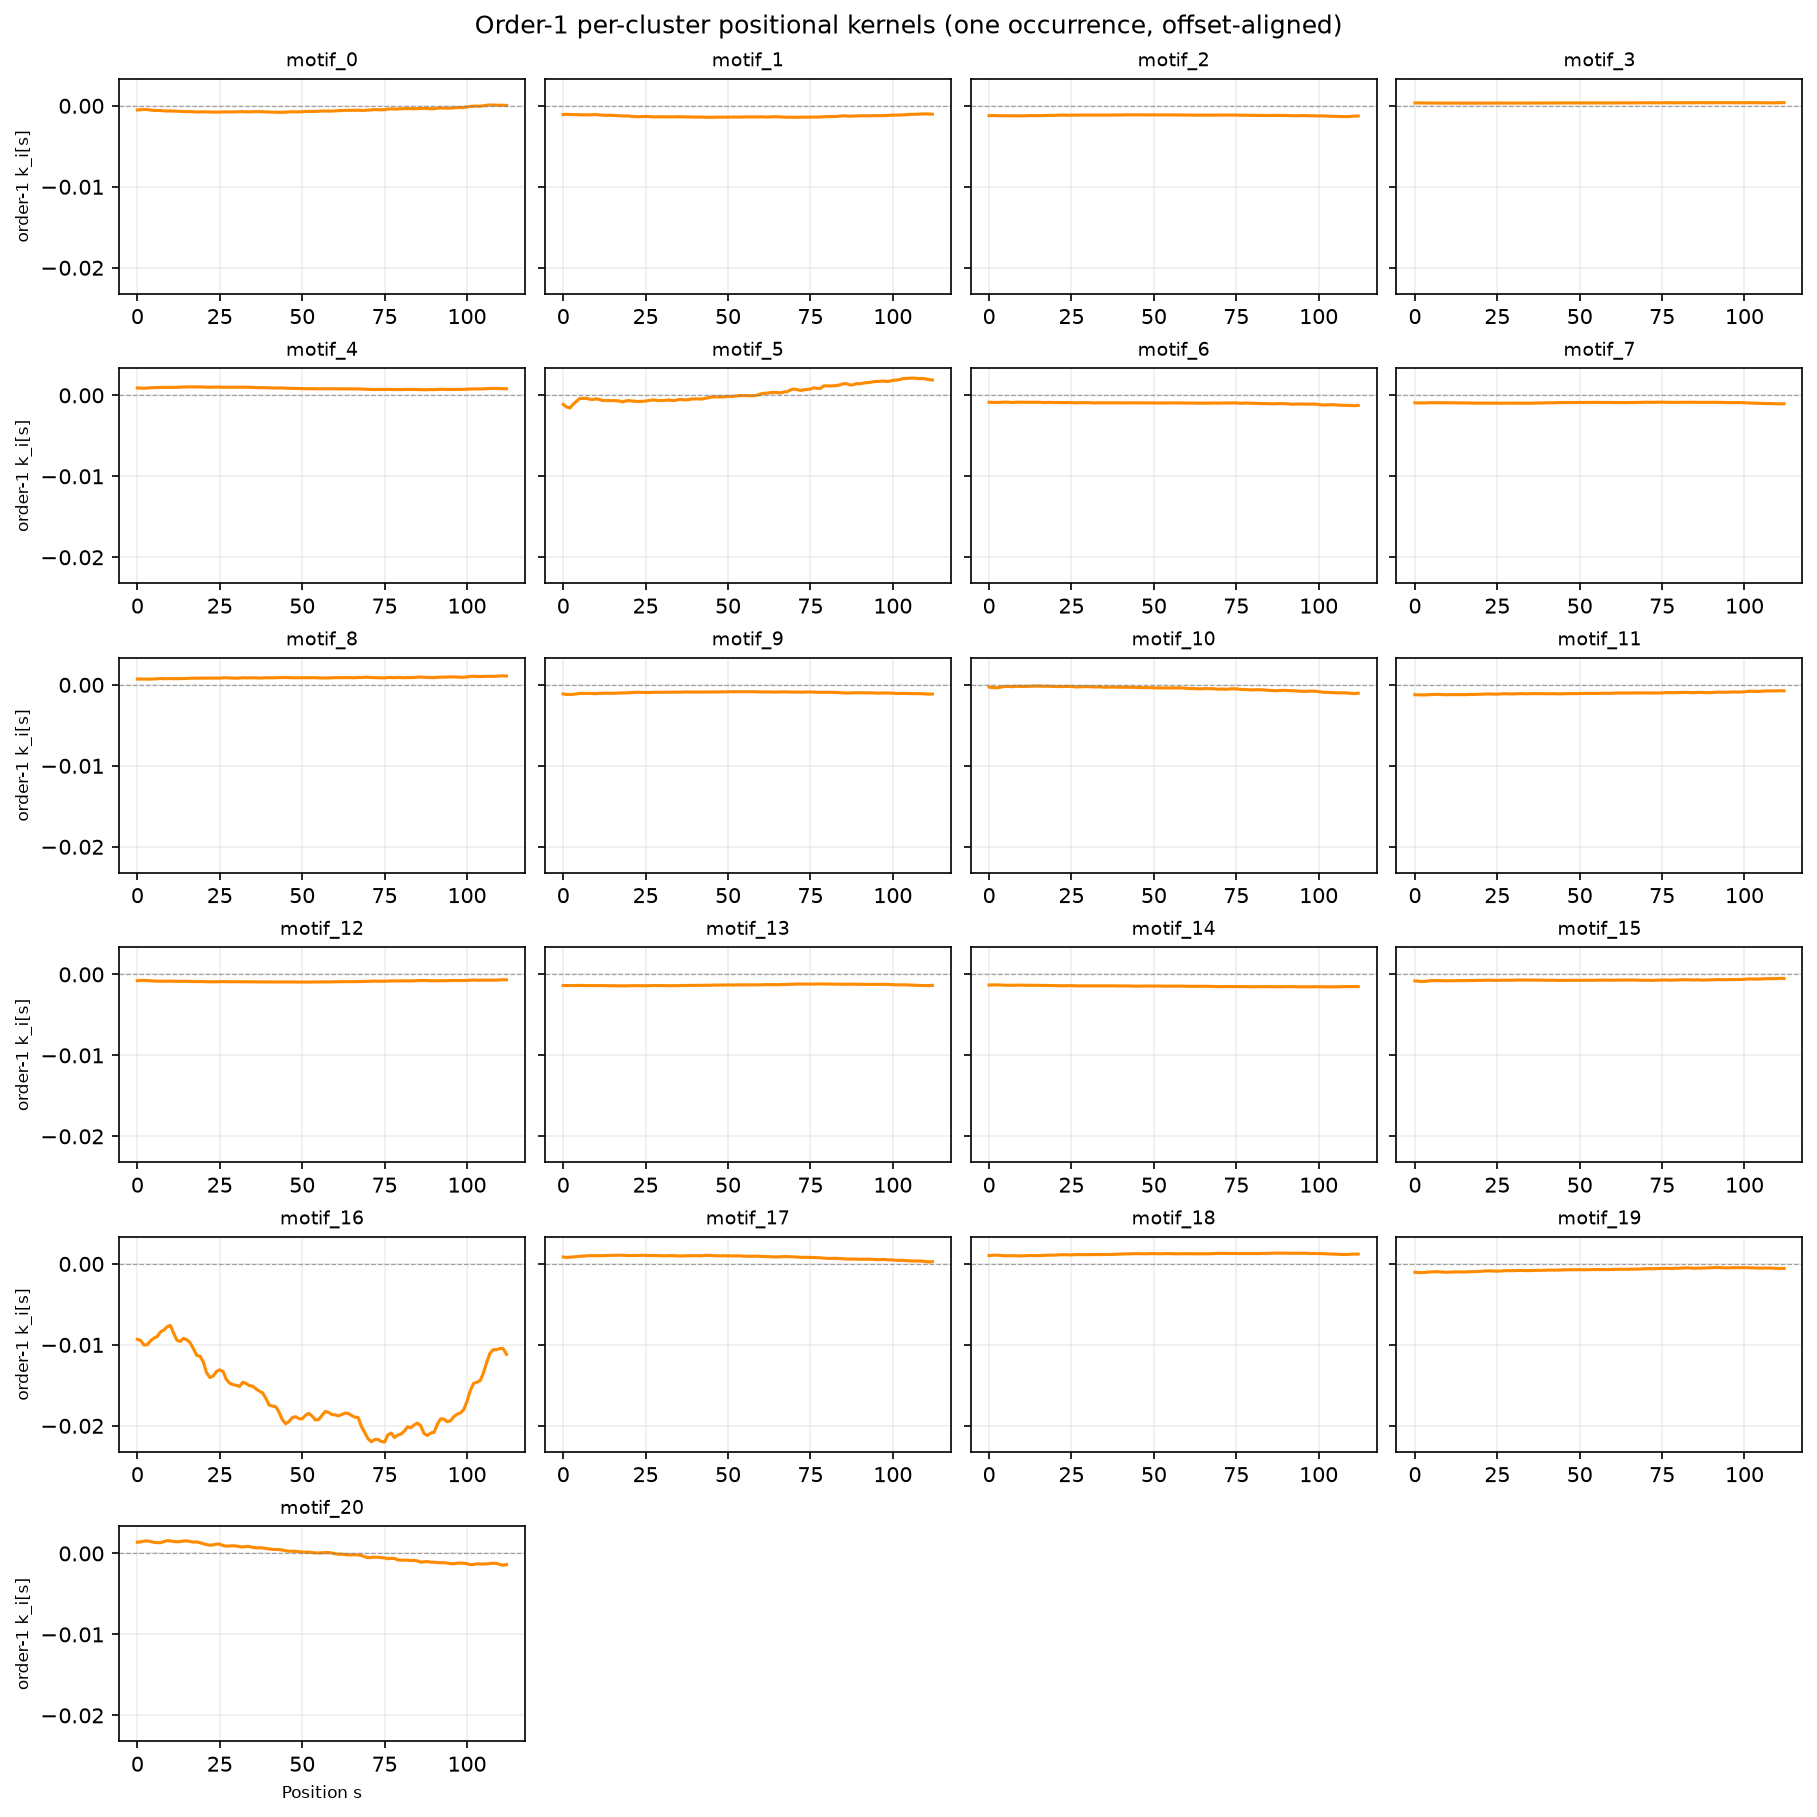 Order-1 per-cluster positional kernels (one occurrence, offset-aligned)
motif_0 motif_1 motif_2 motif_3
order-1 k_i[s]
0.00
−0.01
−0.02
0 25 50 75 100 0 25 50 75 100 0 25 50 75 100 0 25 50 75 100
motif_4 motif_5 motif_6 motif_7
order-1 k_i[s]
0.00
−0.01
−0.02
0 25 50 75 100 0 25 50 75 100 0 25 50 75 100 0 25 50 75 100
motif_8 motif_9 motif_10 motif_11
order-1 k_i[s]
0.00
−0.01
−0.02
0 25 50 75 100 0 25 50 75 100 0 25 50 75 100 0 25 50 75 100
motif_12 motif_13 motif_14 motif_15
order-1 k_i[s]
0.00
−0.01
−0.02
0 25 50 75 100 0 25 50 75 100 0 25 50 75 100 0 25 50 75 100
motif_16 motif_17 motif_18 motif_19
order-1 k_i[s]
0.00
−0.01
−0.02
0 25 50 75 100 0 25 50 75 100 0 25 50 75 100 0 25 50 75 100
motif_20
order-1 k_i[s]
0.00
−0.01
−0.02
0 25 50 75 100
Position s